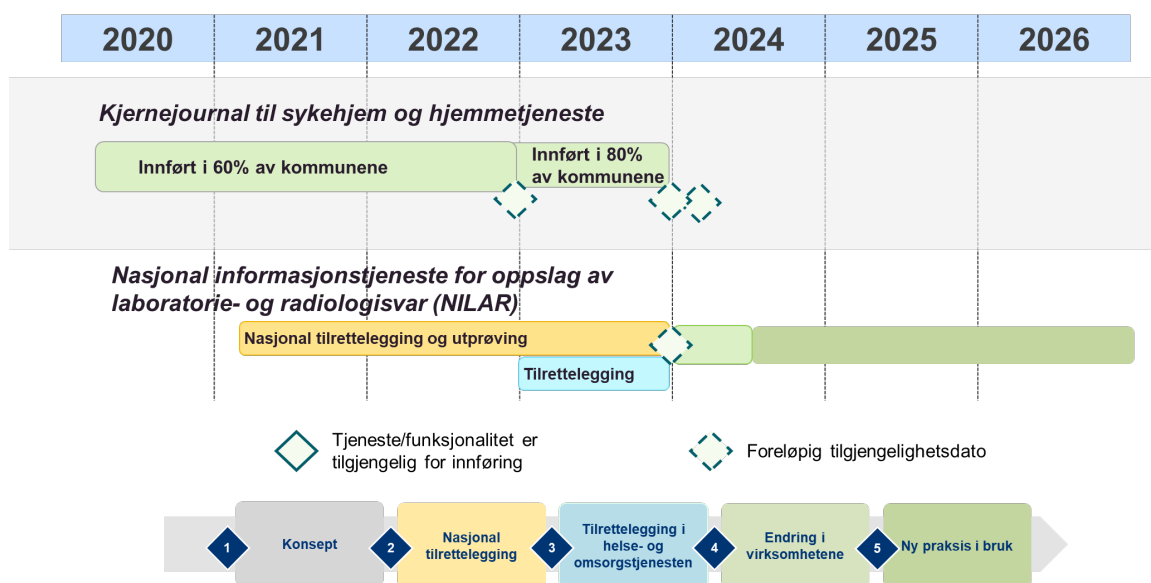 2020 2021 2022 2023 2024 2025 2026
Kjernejournal til sykehjem og hjemmetjeneste
Innført i 60% av kommunene
Innført i 80%
av kommunene
Nasjonal informasjonstjeneste for oppslag av
laboratorie- og radiologisvar (NILAR)
Nasjonal tilrettelegging og utprøving
Tilrettelegging
Tjeneste/funksjonalitet er
tilgjengelig for innføring
Foreløpig tilgjengelighetsdato
1
Konsept
2
Nasjonal
tilrettelegging
3
Tilrettelegging i
helse- og
omsorgstjenesten
4
Endring i
virksomhetene
5
Ny praksis i bruk